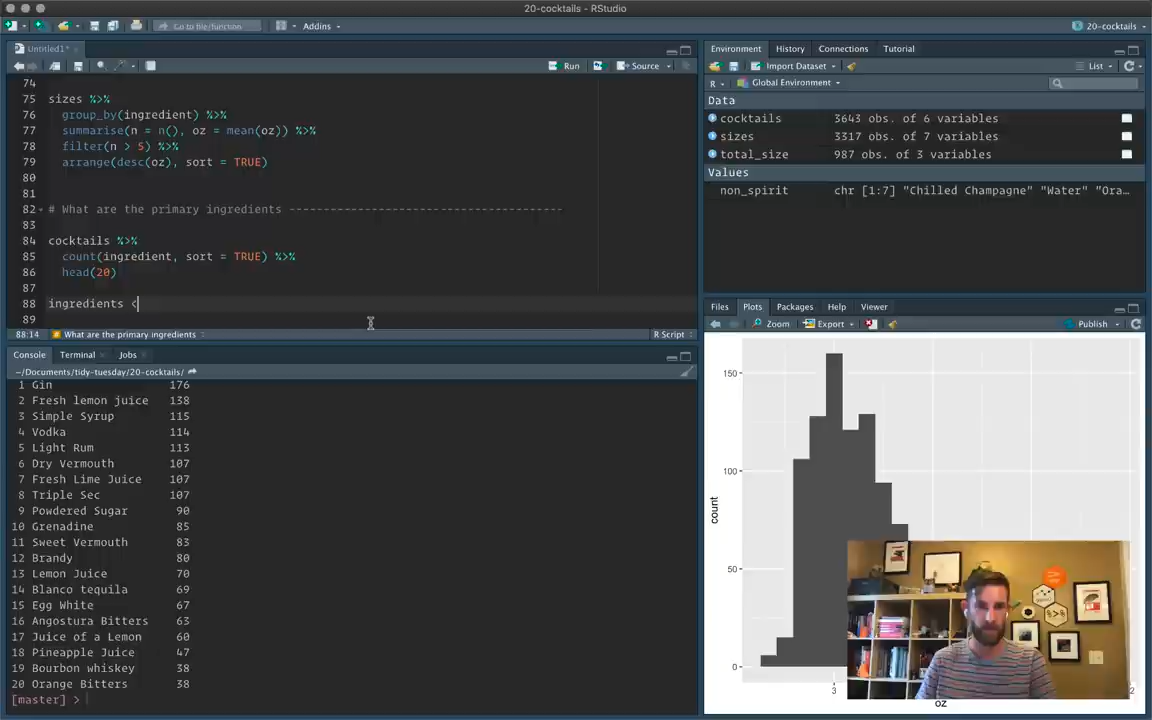 20-cocktails - RStudio
Go to file/function
Addins
20-cocktails
Untitled1*
Run
Source
74
75 sizes %>%
76 group_by(ingredient) %>%
77 summarise(n = n(), oz = mean(oz)) %>%
78 filter(n > 5) %>%
79 arrange(desc(oz), sort = TRUE)
80
81
82 # What are the primary ingredients ----------------------------------------
83
84 cocktails %>%
85 count(ingredient, sort = TRUE) %>%
86 head(20)
87
88 ingredients <
89
88:14 # What are the primary ingredients
R Script
Console Terminal Jobs
~/Documents/tidy-tuesday/20-cocktails/
1 Gin 176
2 Fresh lemon juice 138
3 Simple Syrup 115
4 Vodka 114
5 Light Rum 113
6 Dry Vermouth 107
7 Fresh Lime Juice 107
8 Triple Sec 107
9 Powdered Sugar 90
10 Grenadine 85
11 Sweet Vermouth 83
12 Brandy 80
13 Lemon Juice 70
14 Blanco tequila 69
15 Egg White 67
16 Angostura Bitters 63
17 Juice of a Lemon 60
18 Pineapple Juice 47
19 Bourbon whiskey 38
20 Orange Bitters 38
[master] >
Environment History Connections Tutorial
Import Dataset
List
R Global Environment
Data
cocktails 3643 obs. of 6 variables
sizes 3317 obs. of 7 variables
total_size 987 obs. of 3 variables
Values
non_spirit chr [1:7] "Chilled Champagne" "Water" "Ora…
Files Plots Packages Help Viewer
Zoom Export Publish
150
100
50
0
count
3
2
oz